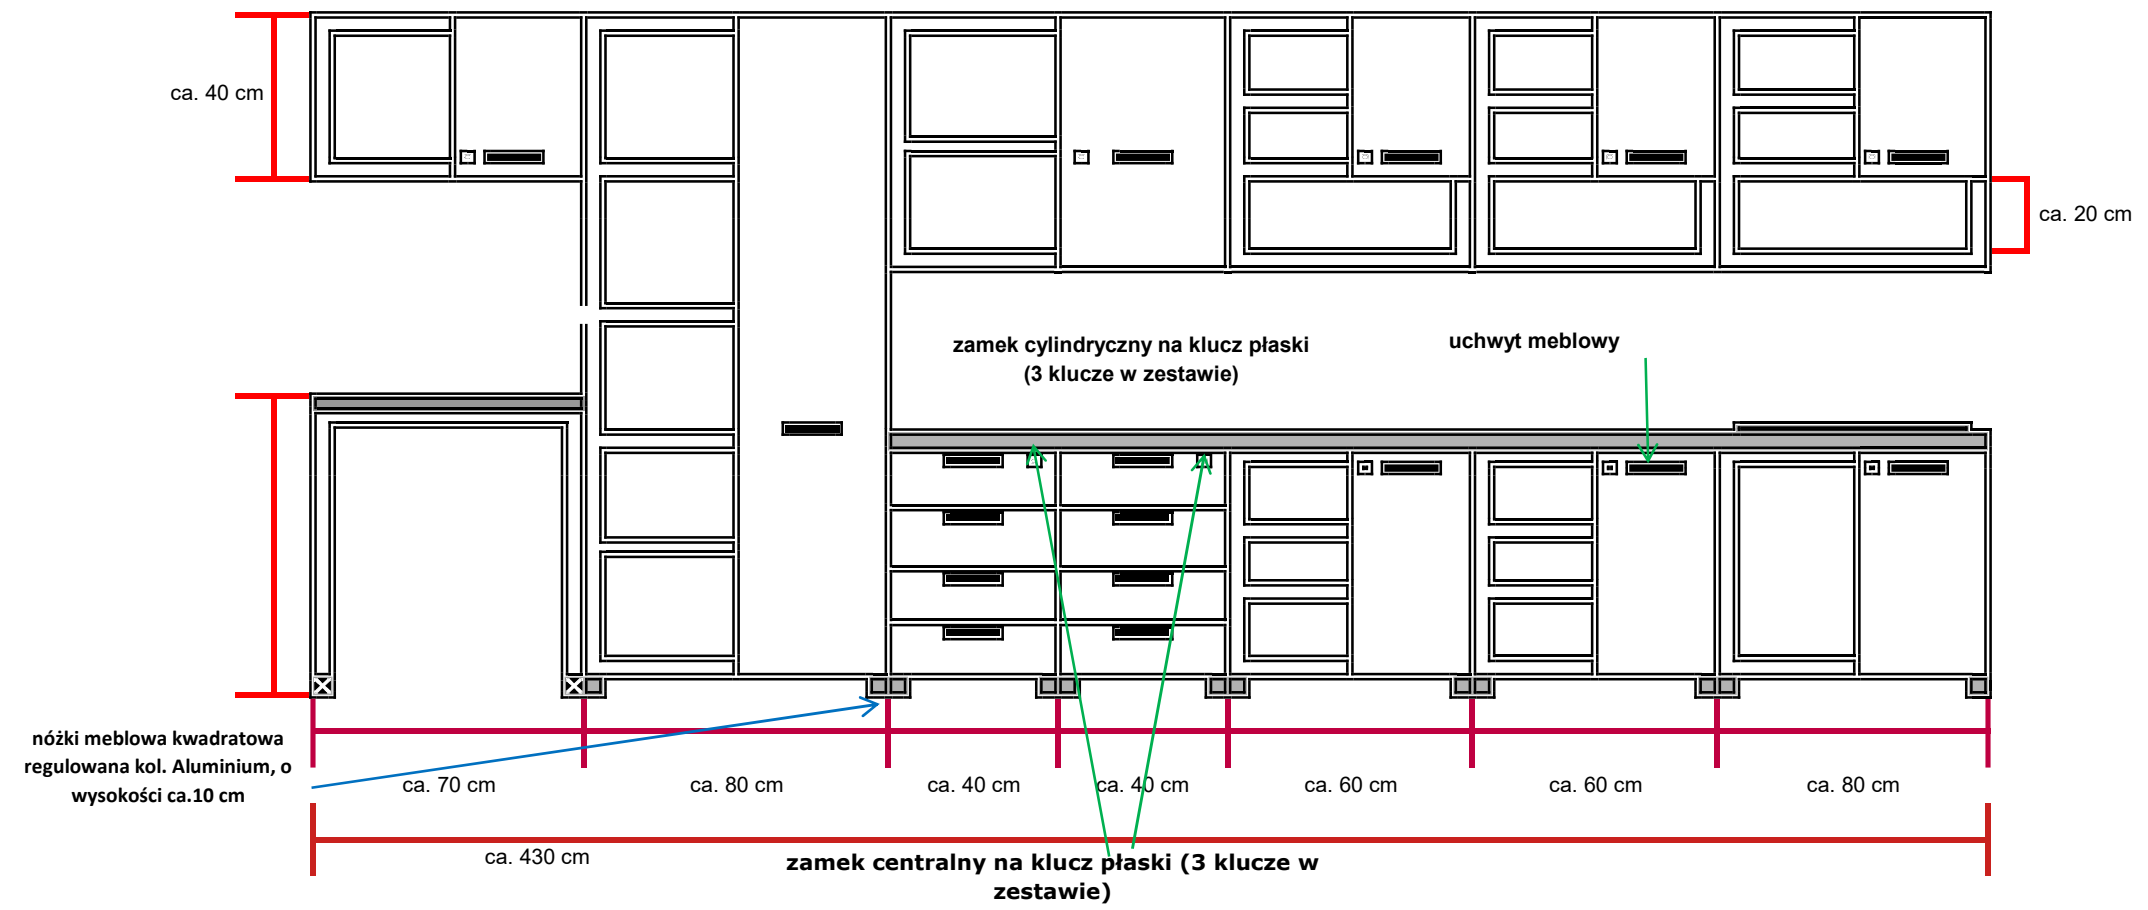 ca. 40 cm
ca. 20 cm
zamek cylindryczny na klucz płaski
(3 klucze w zestawie)
uchwyt meblowy
nóżki meblowa kwadratowa
regulowana kol. Aluminium, o
wysokości ca.10 cm
ca. 70 cm
ca. 80 cm
ca. 40 cm
ca. 40 cm
ca. 60 cm
ca. 60 cm
ca. 80 cm
ca. 430 cm
zamek centralny na klucz płaski (3 klucze w
zestawie)